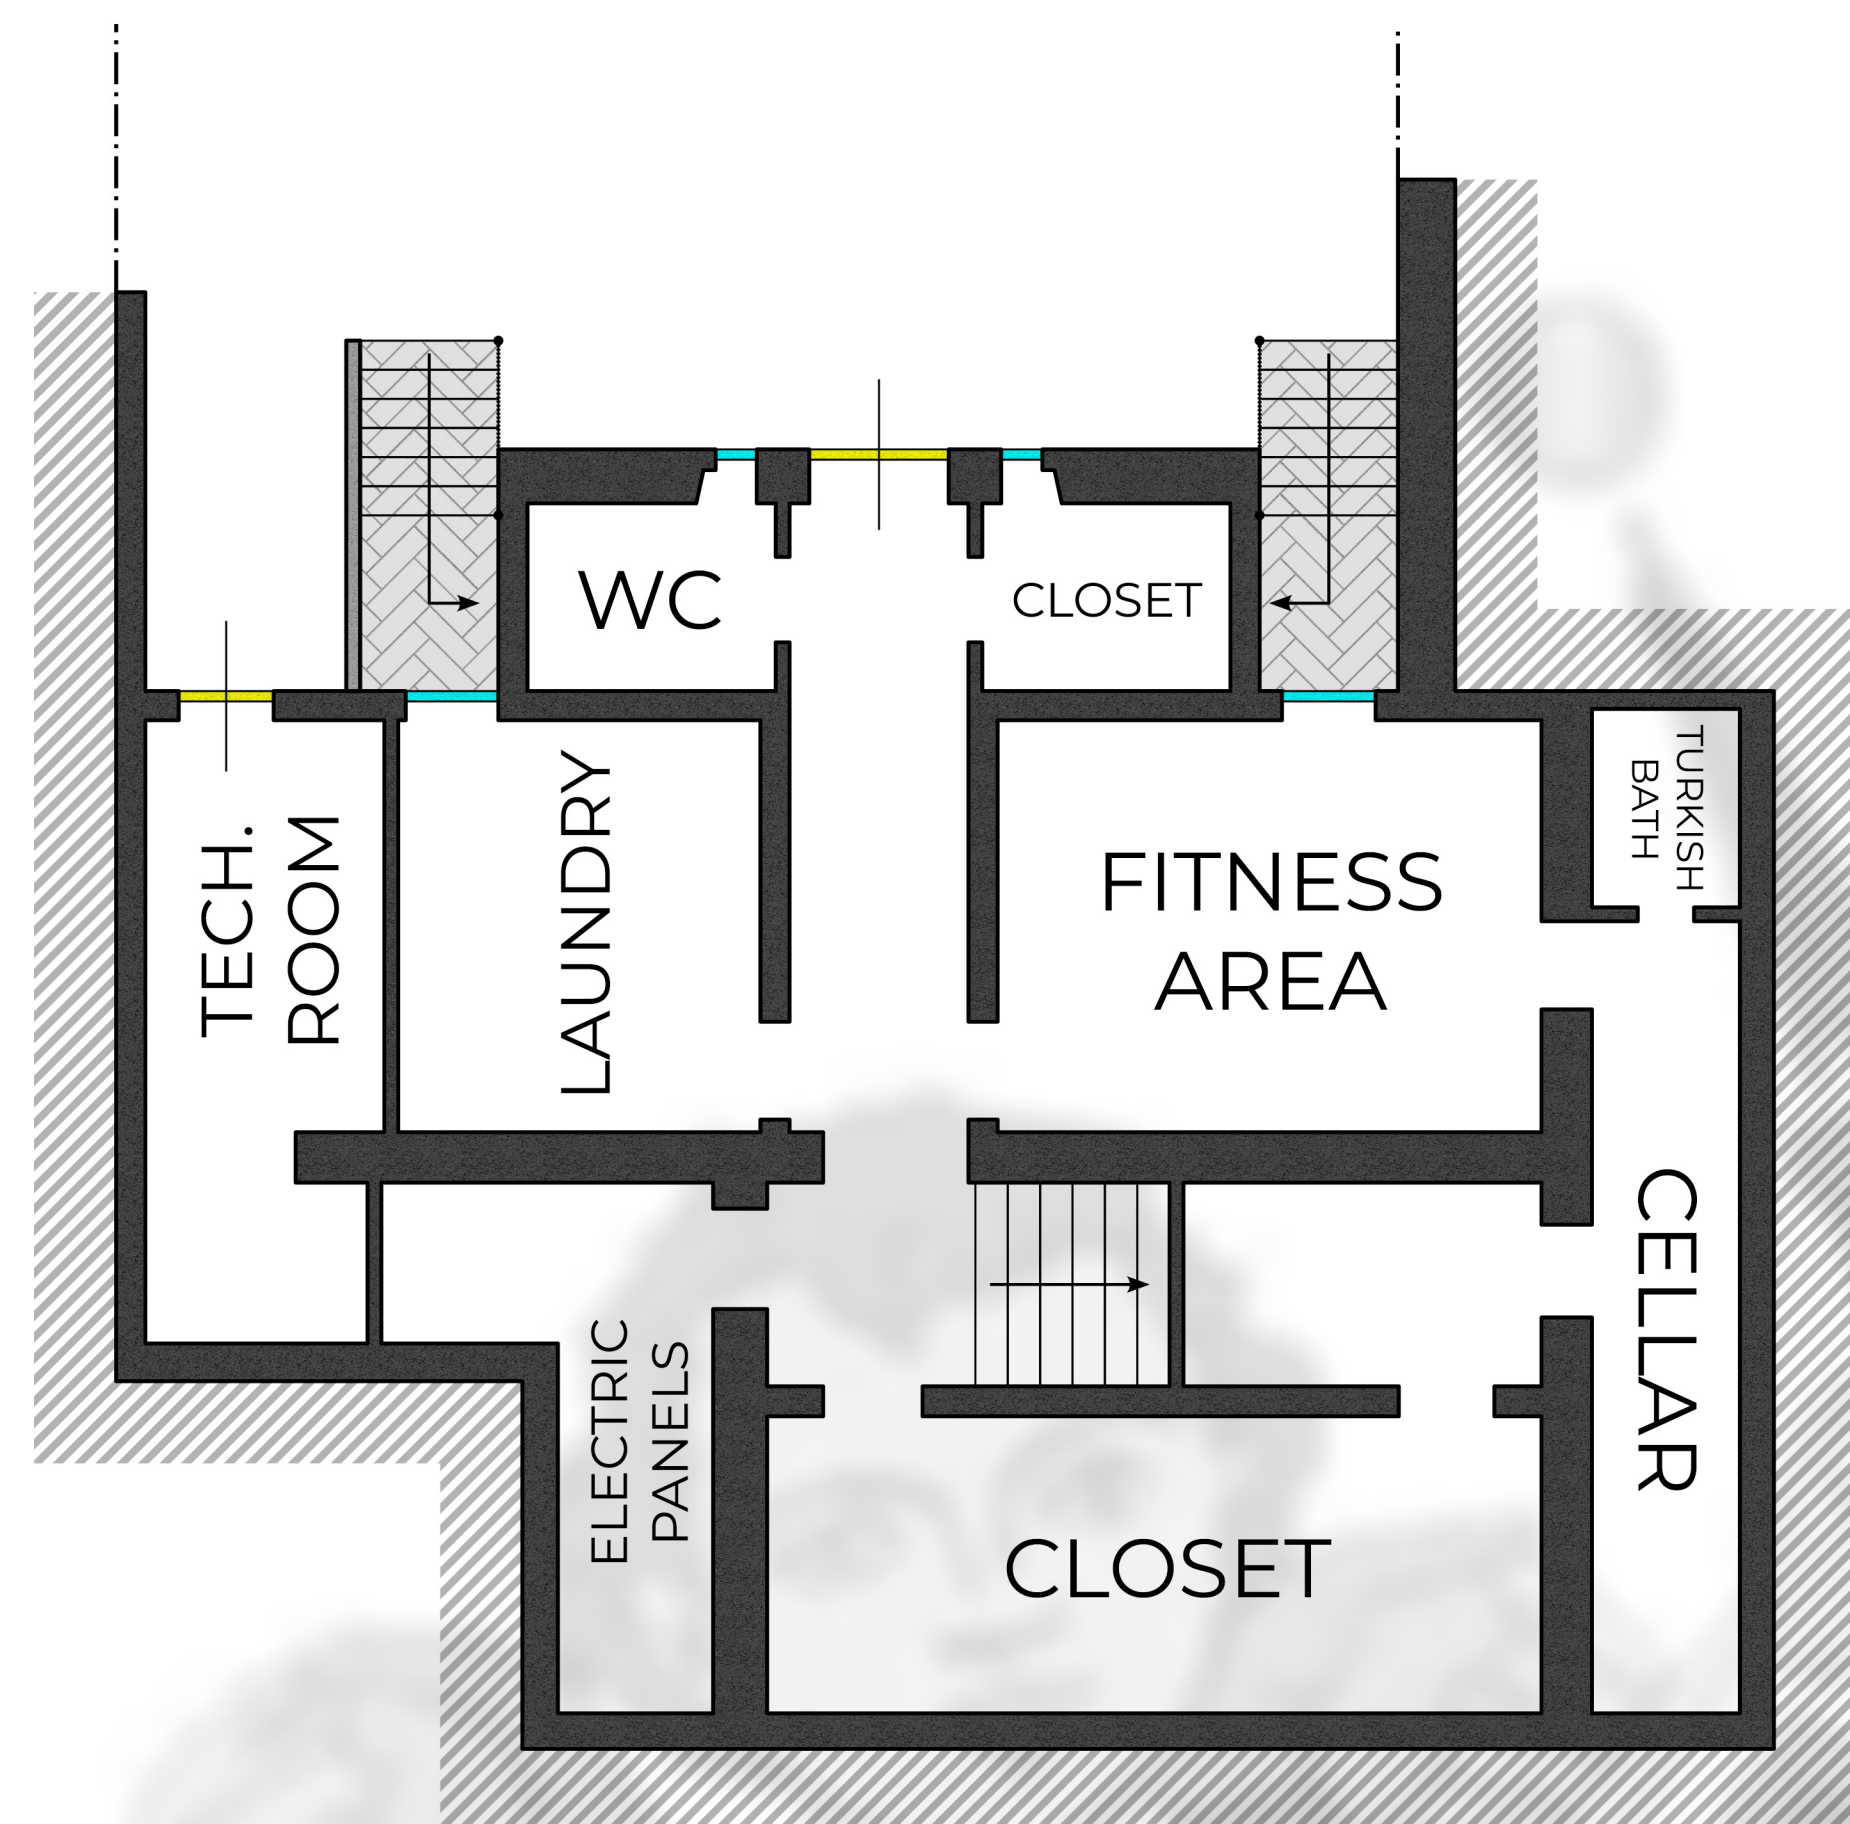 WC
CLOSET
TECH.
ROOM
LAUNDRY
FITNESS
AREA
TURKISH
BATH
CELLAR
ELECTRIC
PANELS
CLOSET